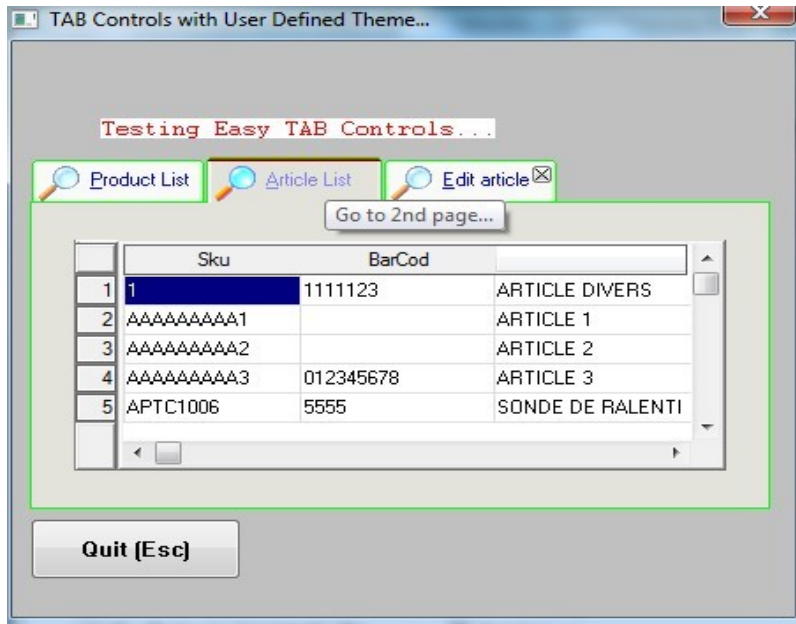 TAB Controls with User Defined Theme...
Testing Easy TAB Controls...
Product List Article List Edit article
Go to 2nd page...
Sku BarCod
1 1 1111123 ARTICLE DIVERS
2 AAAAAAAAA1 ARTICLE 1
3 AAAAAAAAA2 ARTICLE 2
4 AAAAAAAAA3 012345678 ARTICLE 3
5 APTC1006 5555 SONDE DE RALENTI
Quit (Esc)